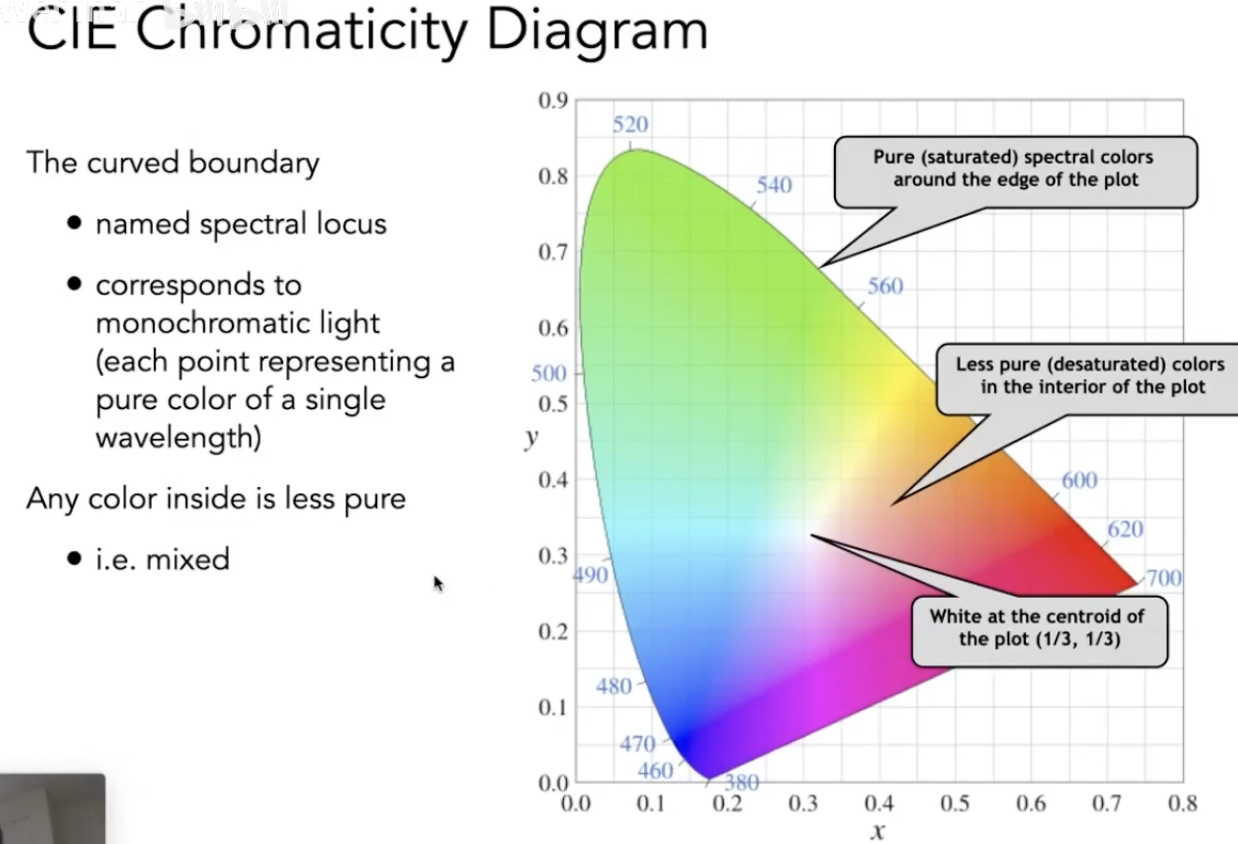 CIE Chromaticity Diagram
The curved boundary
● named spectral locus
● corresponds to
monochromatic light
(each point representing a
pure color of a single
wavelength)
Any color inside is less pure
● i.e. mixed
0.9
0.8
0.7
0.6
0.5
y
0.4
0.3
0.2
0.1
0.0
0.0 0.1 0.2 0.3 0.4 0.5 0.6 0.7 0.8
x
520
540
560
500
600
620
700
490
480
470
460
380
Pure (saturated) spectral colors
around the edge of the plot
Less pure (desaturated) colors
in the interior of the plot
White at the centroid of
the plot (1/3, 1/3)